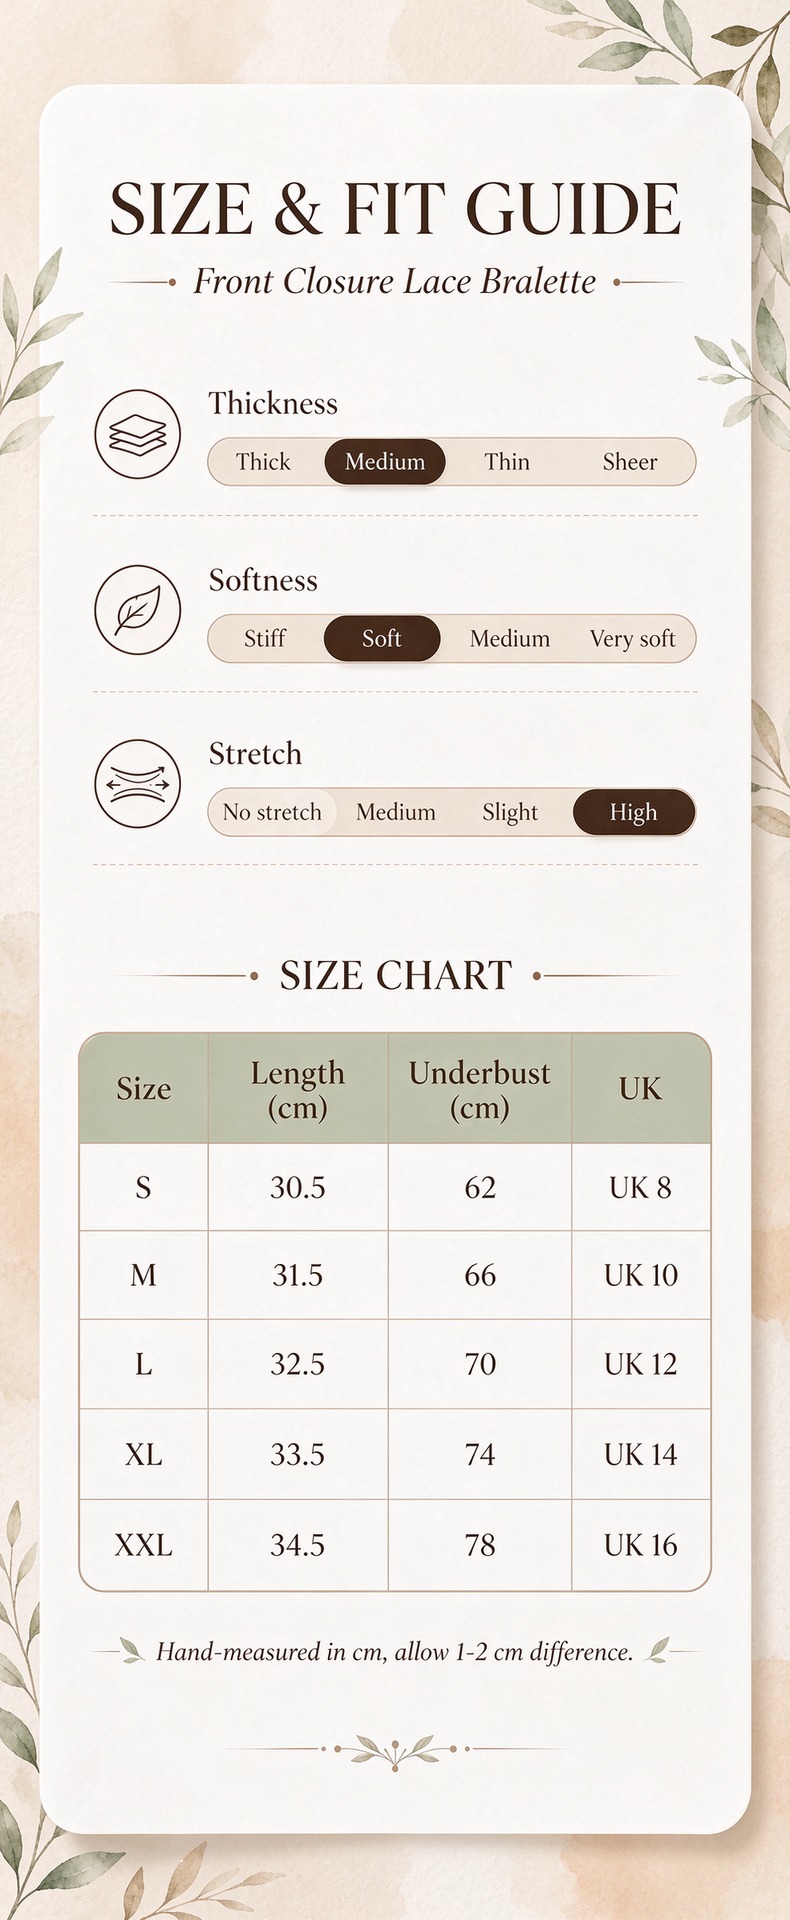 SIZE & FIT GUIDE
Front Closure Lace Bralette
Thickness
Thick Medium Thin Sheer
Softness
Stiff Soft Medium Very soft
Stretch
No stretch Medium Slight High
SIZE CHART
Size Length (cm) Underbust (cm) UK
S 30.5 62 UK 8
M 31.5 66 UK 10
L 32.5 70 UK 12
XL 33.5 74 UK 14
XXL 34.5 78 UK 16
Hand-measured in cm, allow 1-2 cm difference.